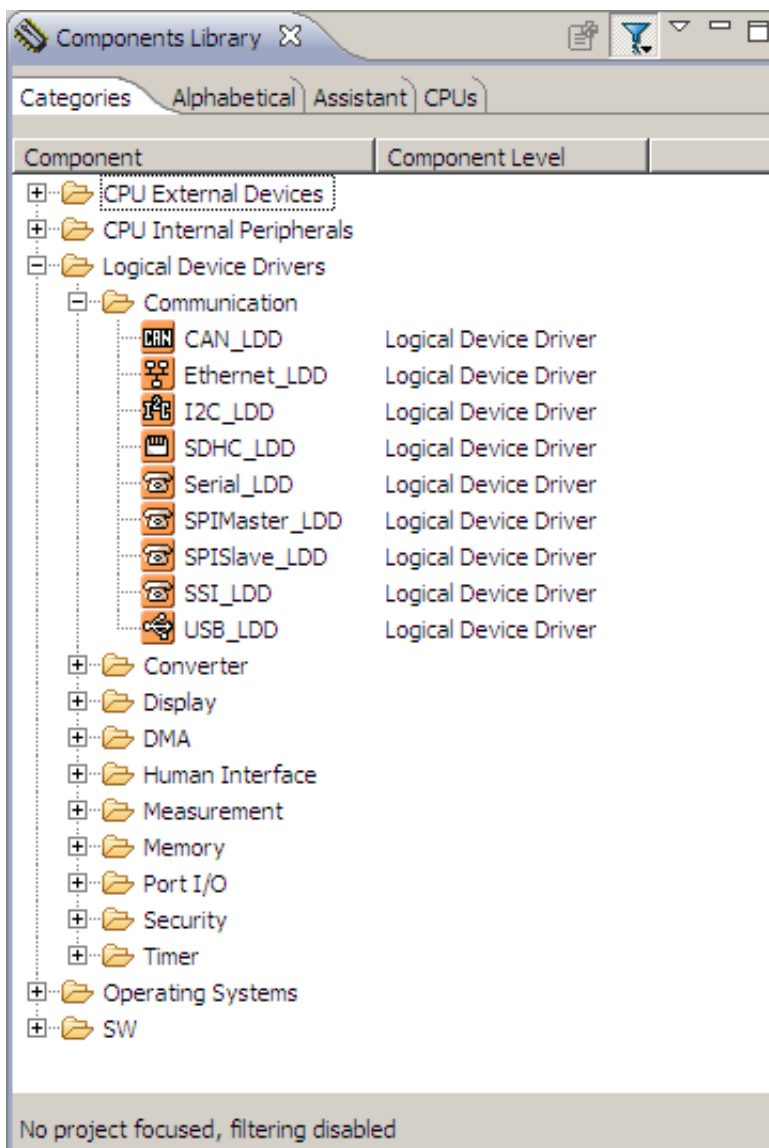 Components Library
Categories Alphabetical Assistant CPUs
Component Component Level
CPU External Devices
CPU Internal Peripherals
Logical Device Drivers
Communication
CAN CAN_LDD Logical Device Driver
Ethernet_LDD Logical Device Driver
I2C I2C_LDD Logical Device Driver
SDHC_LDD Logical Device Driver
Serial_LDD Logical Device Driver
SPIMaster_LDD Logical Device Driver
SPISlave_LDD Logical Device Driver
SSI_LDD Logical Device Driver
USB_LDD Logical Device Driver
Converter
Display
DMA
Human Interface
Measurement
Memory
Port I/O
Security
Timer
Operating Systems
SW
No project focused, filtering disabled